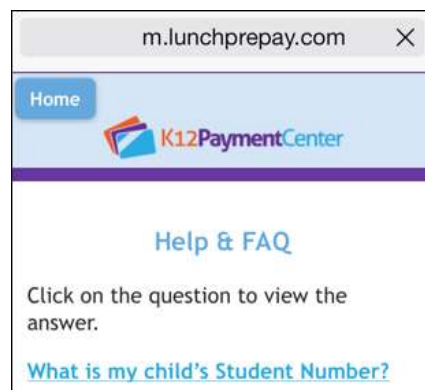 m.lunchprepay.com
Home
K12PaymentCenter
Help & FAQ
Click on the question to view the
answer.
What is my child's Student Number?